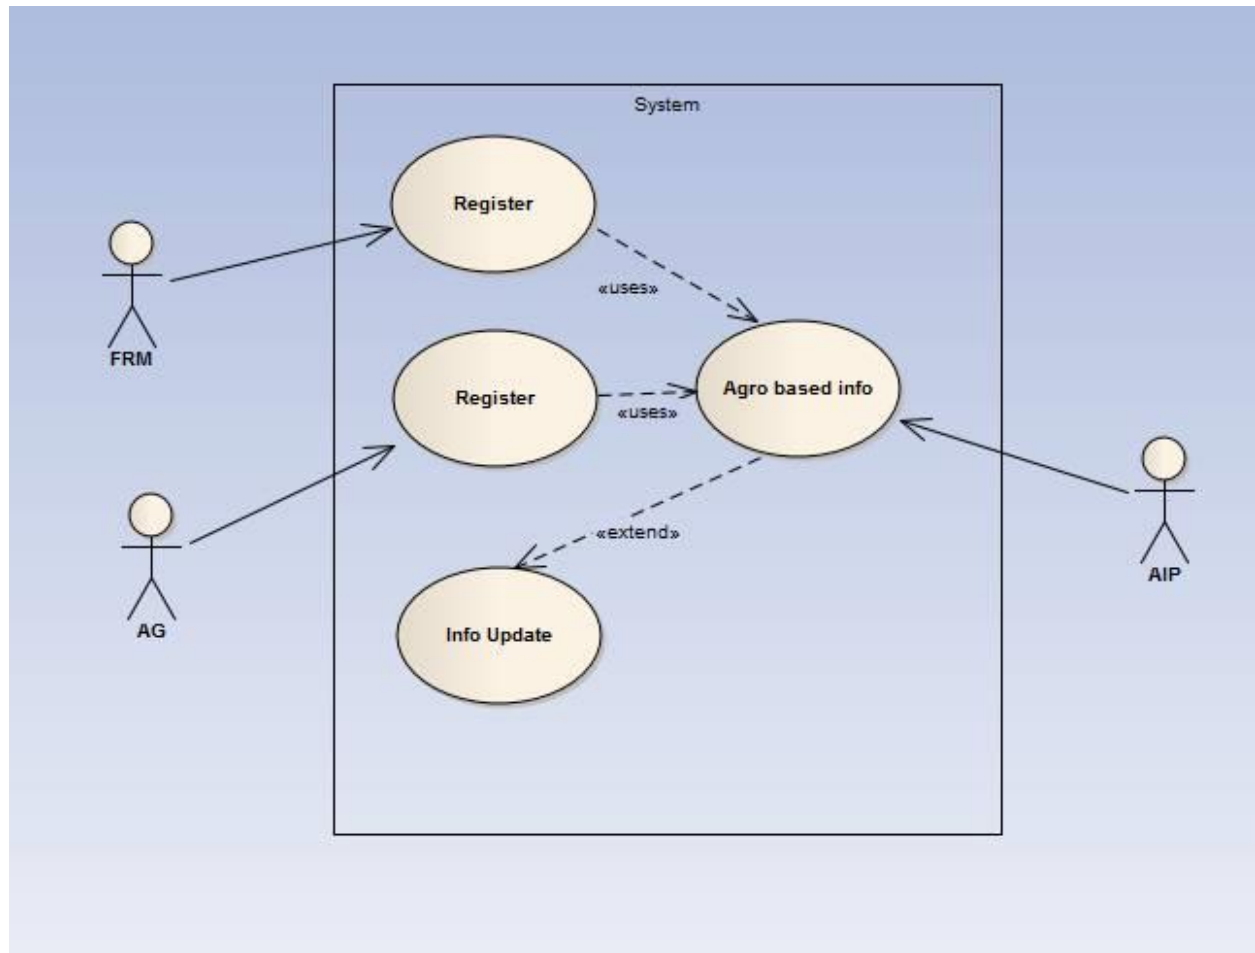 System
Register
«uses»
FRM
Register
Agro based info
«uses»
«extend»
AIP
AG
Info Update